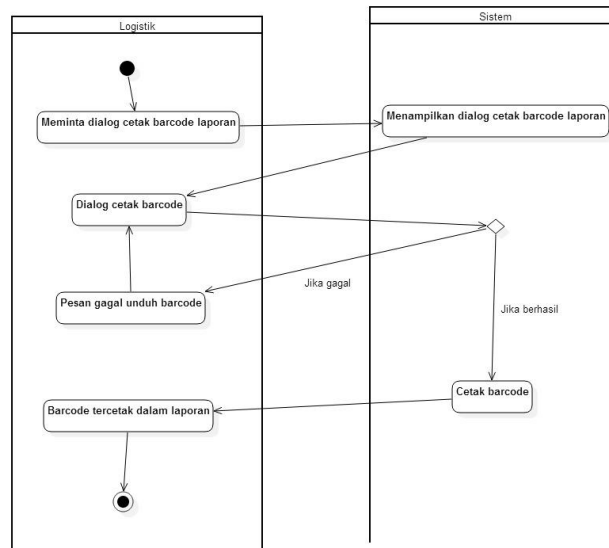 Logistik
Sistem
Meminta dialog cetak barcode laporan
Menampilkan dialog cetak barcode laporan
Dialog cetak barcode
Pesan gagal unduh barcode
Jika gagal
Jika berhasil
Cetak barcode
Barcode tercetak dalam laporan